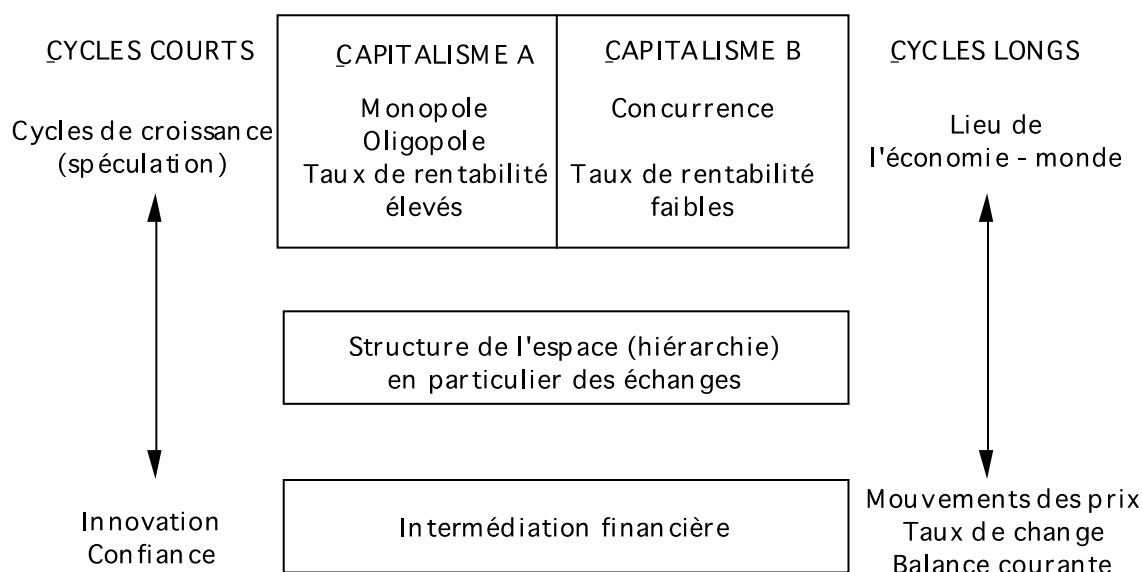 CYCLES COURTS
Cycles de croissance
(spéculation)
Innovation
Confiance
CAPITALISME A
Monopole
Oligopole
Taux de rentabilité
élevés
CAPITALISME B
Concurrence
Taux de rentabilité
faibles
Structure de l'espace (hiérarchie)
en particulier des échanges
Intermédiation financière
CYCLES LONGS
Lieu de
l'économie - monde
Mouvements des prix
Taux de change
Balance courante